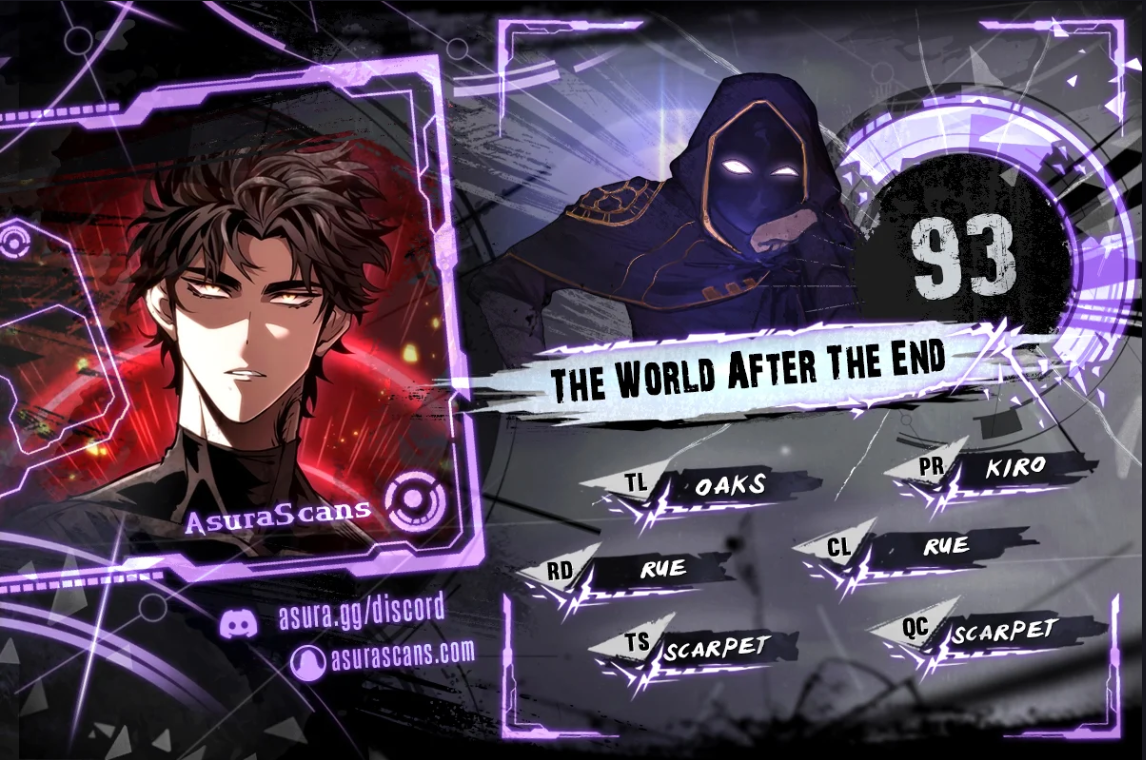 93
THE WORLD AFTER THE END
TL OAKS
PR KIRO
RD RUE
CL RUE
TS SCARPET
QC SCARPET
AsuraScans
asura.gg/discord
asurascans.com